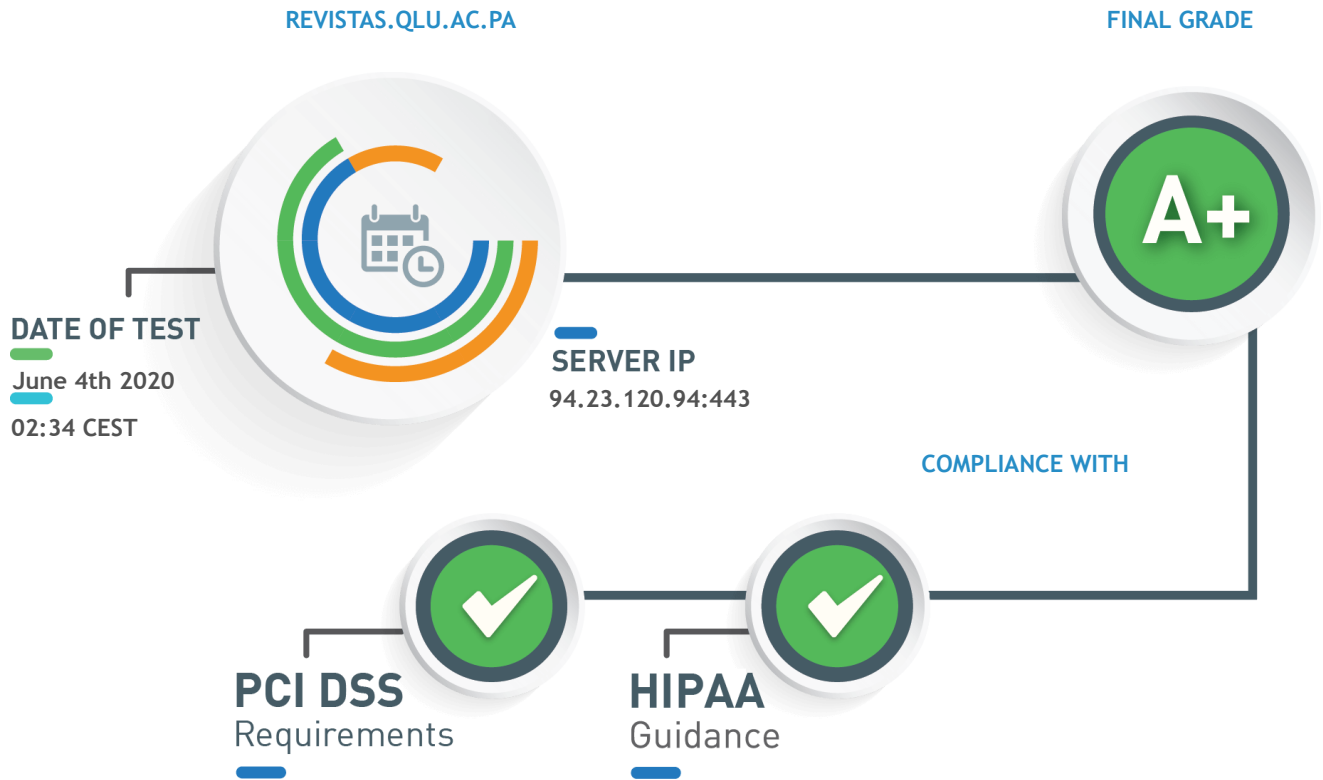 REVISTAS.QLU.AC.PA
FINAL GRADE
A+
DATE OF TEST
June 4th 2020
02:34 CEST
SERVER IP
94.23.120.94:443
COMPLIANCE WITH
PCI DSS
Requirements
HIPAA
Guidance